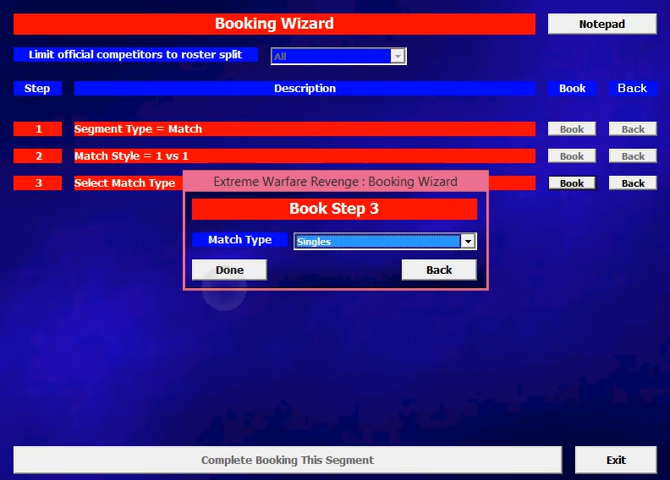 Booking Wizard
Notepad
Limit official competitors to roster split
All
Step
Description
Book
Back
1
Segment Type = Match
Book
Back
2
Match Style = 1 vs 1
Book
Back
3
Select Match Type
Book
Back
Extreme Warfare Revenge : Booking Wizard
Book Step 3
Match Type
Singles
Done
Back
Complete Booking This Segment
Exit